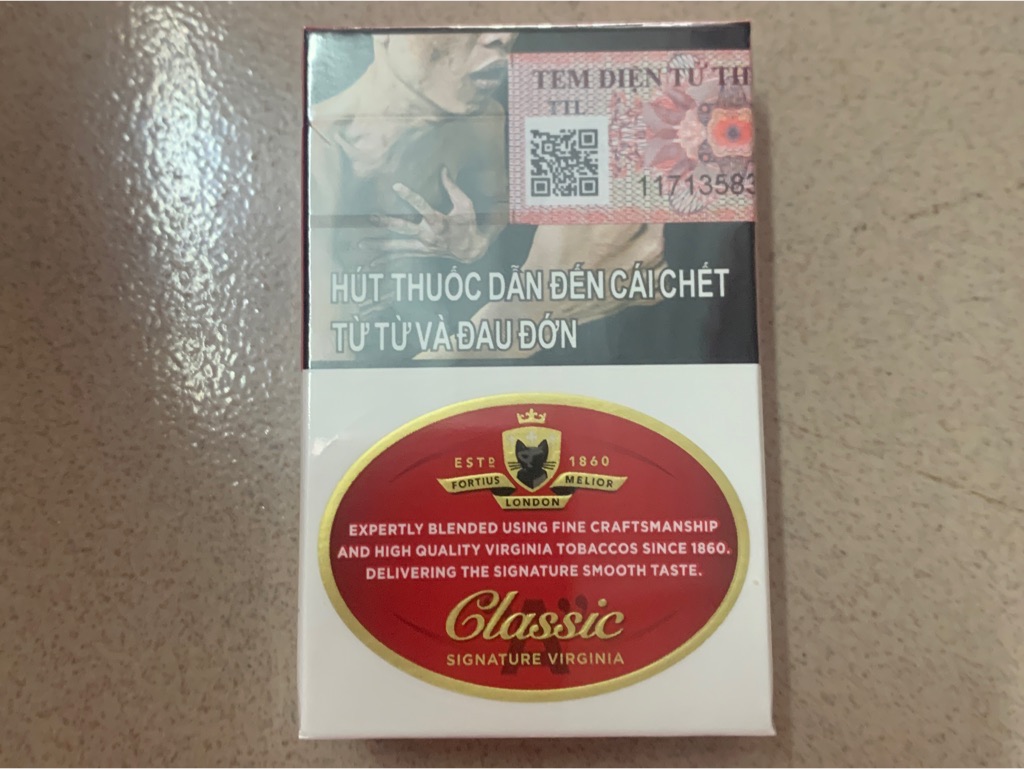 TEM ĐIỆN TỬ TH
TTL
11713583
HÚT THUỐC DẪN ĐẾN CÁI CHẾT
TỪ TỪ VÀ ĐAU ĐỚN
ESTD 1860
FORTIUS MELIOR
LONDON
EXPERTLY BLENDED USING FINE CRAFTSMANSHIP
AND HIGH QUALITY VIRGINIA TOBACCOS SINCE 1860.
DELIVERING THE SIGNATURE SMOOTH TASTE.
Classic
SIGNATURE VIRGINIA